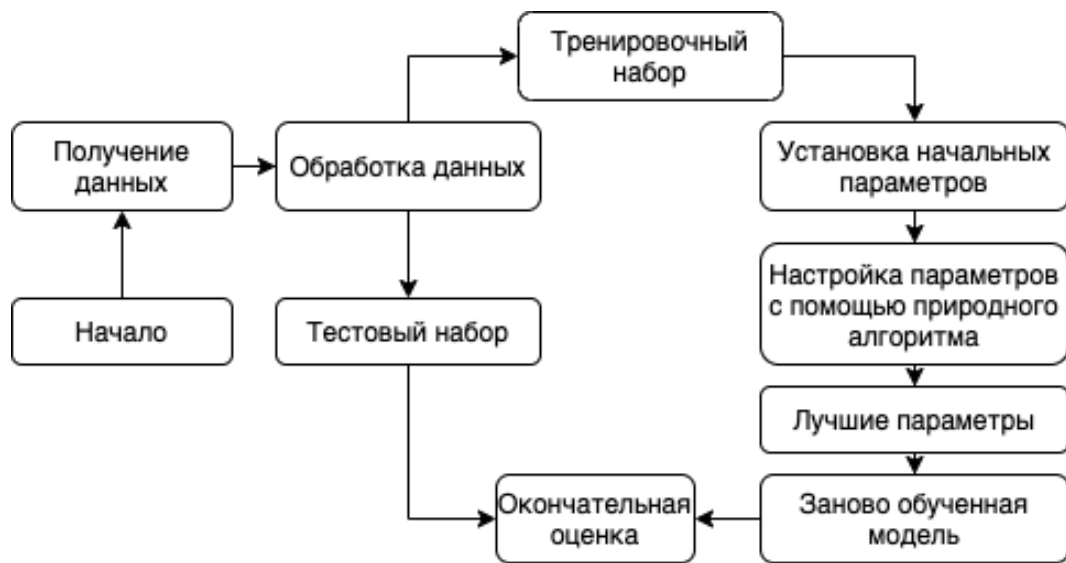 Тренировочный
набор
Получение
данных
Обработка данных
Установка начальных
параметров
Настройка параметров
с помощью природного
алгоритма
Начало
Тестовый набор
Лучшие параметры
Окончательная
оценка
Заново обученная
модель